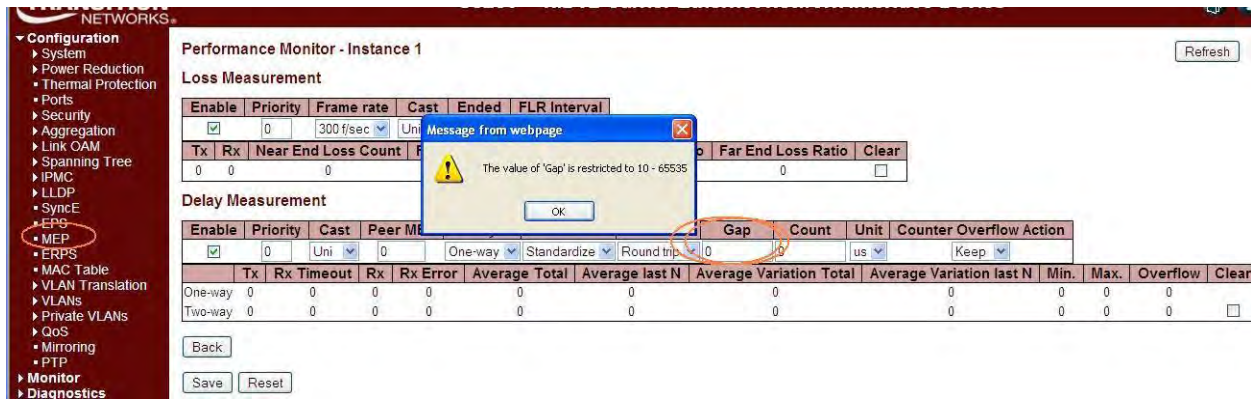 NETWORKS®
Configuration
System
Power Reduction
Thermal Protection
Ports
Security
Aggregation
Link OAM
Spanning Tree
IPMC
LLDP
SyncE
EPS
MEP
ERPS
MAC Table
VLAN Translation
VLANs
Private VLANs
QoS
Mirroring
PTP
Monitor
Diagnostics
Performance Monitor - Instance 1
Refresh
Loss Measurement
Enable Priority Frame rate Cast Ended FLR Interval
0 300 f/sec Uni
Message from webpage
The value of 'Gap' is restricted to 10 - 65535
OK
Tx Rx Near End Loss Count Far End Loss Ratio Clear
0 0 0 0
Delay Measurement
Enable Priority Cast Peer Gap Count Unit Counter Overflow Action
0 Uni 0 One-way Standardize Round trip 0 0 us Keep
Tx Rx Timeout Rx Rx Error Average Total Average last N Average Variation Total Average Variation last N Min. Max. Overflow Clear
One-way 0 0 0 0 0 0 0 0 0 0 0
Two-way 0 0 0 0 0 0 0 0 0 0 0
Back
Save Reset